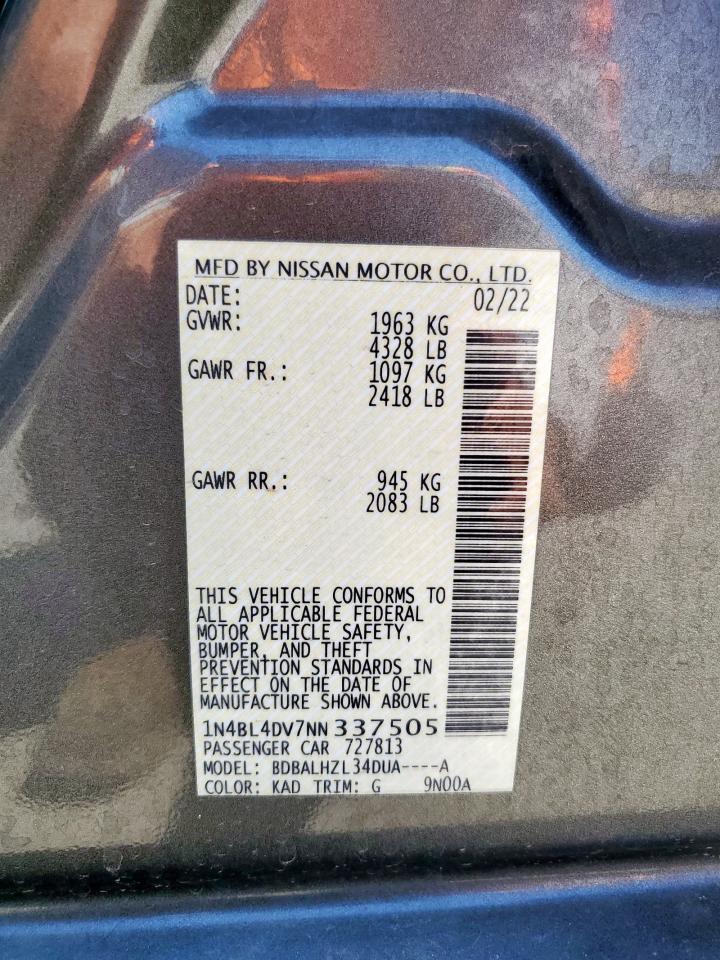 MFD BY NISSAN MOTOR CO., LTD.
DATE: 02/22
GVWR: 1963 KG
4328 LB
GAWR FR.: 1097 KG
2418 LB
GAWR RR.: 945 KG
2083 LB
THIS VEHICLE CONFORMS TO
ALL APPLICABLE FEDERAL
MOTOR VEHICLE SAFETY,
BUMPER, AND THEFT
PREVENTION STANDARDS IN
EFFECT ON THE DATE OF
MANUFACTURE SHOWN ABOVE.
1N4BL4DV7NN 337505
PASSENGER CAR 727813
MODEL: BDBALHZL34DUA----A
COLOR: KAD TRIM: G 9N00A